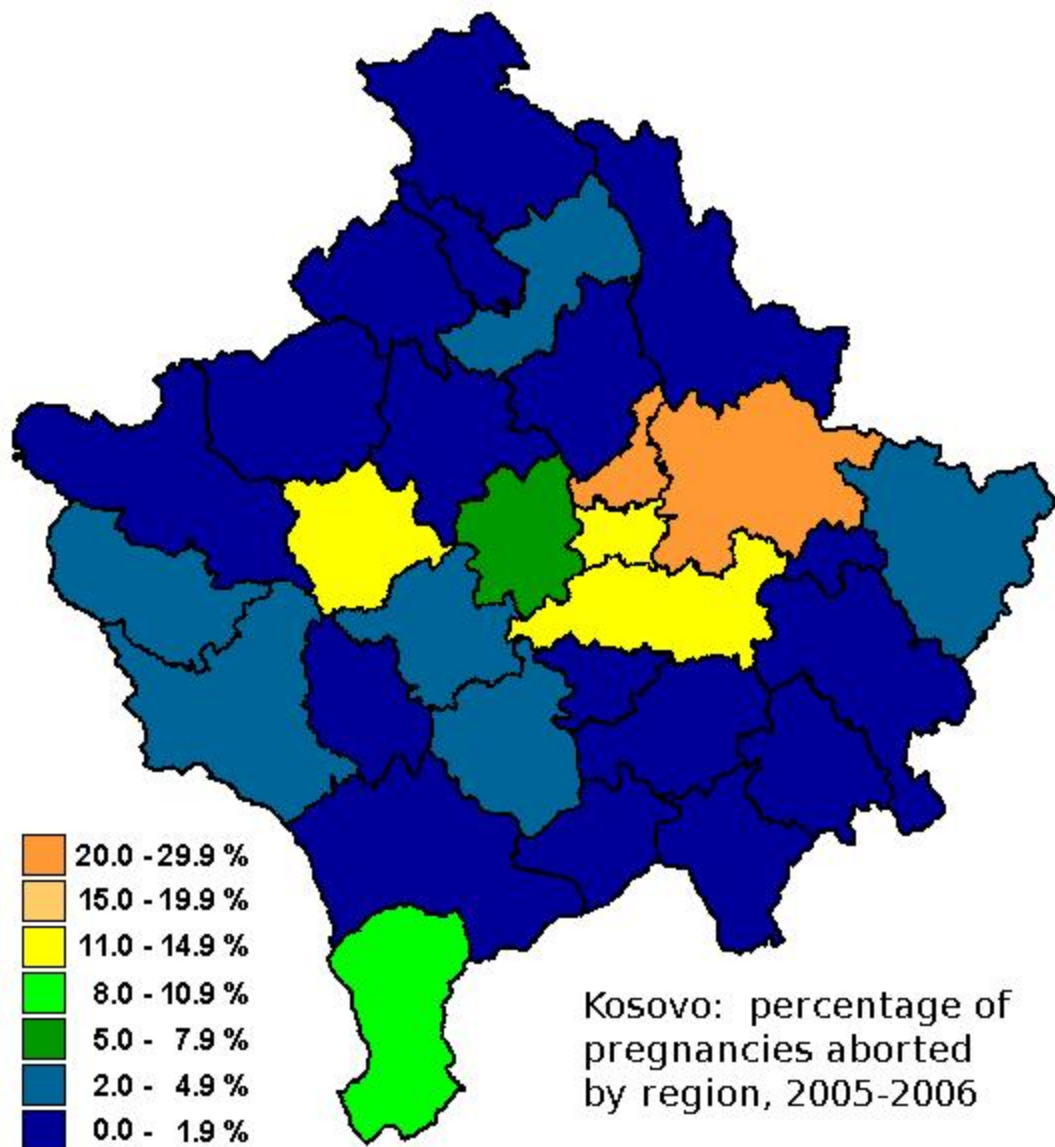 20.0 - 29.9 %
15.0 - 19.9 %
11.0 - 14.9 %
8.0 - 10.9 %
5.0 - 7.9 %
2.0 - 4.9 %
0.0 - 1.9 %
Kosovo: percentage of
pregnancies aborted
by region, 2005-2006